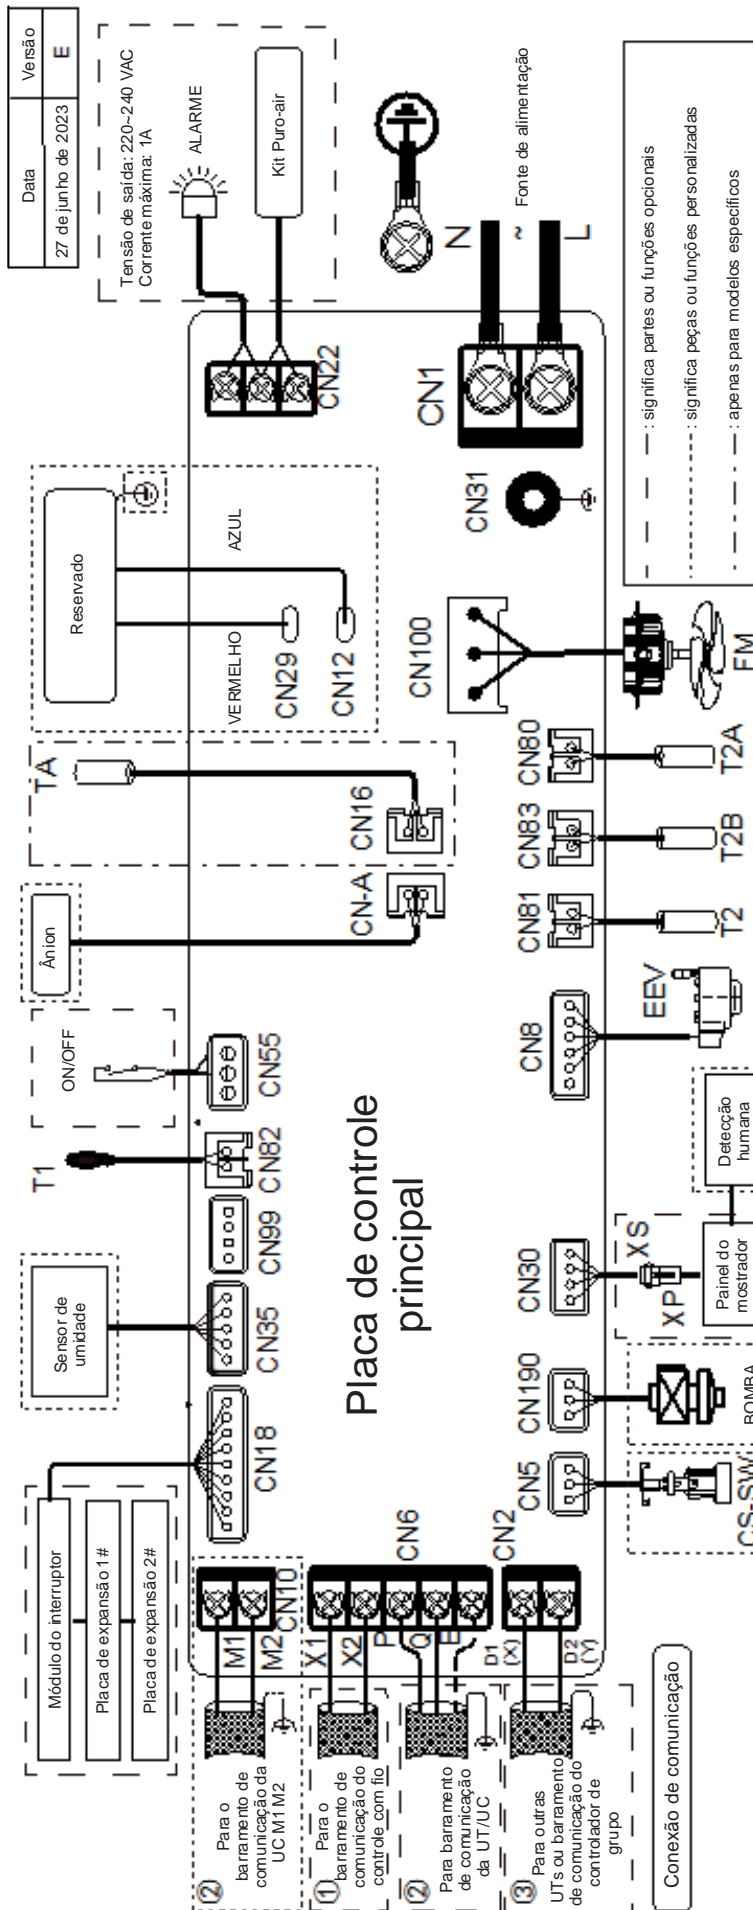 Data
Versão
27 de junho de 2023
E
Tensão de saída: 220~240 VAC
Corrente máxima: 1A
ALARME
Kit Puro-air
CN22
Fonte de alimentação
N
~
L
CN1
CN31
: significa partes ou funções opcionais
: significa peças ou funções personalizadas
: apenas para modelos específicos
Reservado
VERMELHO
AZUL
CN29
CN12
CN100
FM
TA
CN16
CN-A
Ânion
CN80
T2A
CN83
T2B
CN81
T2
ON/OFF
CN55
T1
CN82
CN99
CN8
EEV
Sensor de
umidade
CN35
Placa de controle
principal
CN30
XS
XP
Painel do
mostrador
Detecção
humana
CN190
BOMBA
CN5
CS-SW
Módulo do interruptor
Placa de expansão 1#
Placa de expansão 2#
CN18
CN10
M1
M2
CN6
X1
X2
P
Q
E
CN2
D1
(X)
D2
(Y)
② Para o
barramento de
comunicação da
UC M1 M2
① Para o
barramento de
comunicação do
controle com fio
② Para barramento
de comunicação
da UT/UC
③ Para outras
UTs ou barramento
de comunicação do
controlador de
grupo
Conexão de comunicação